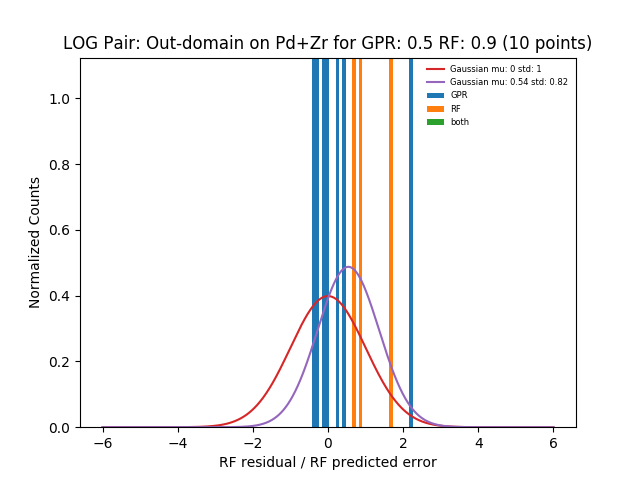 LOG Pair: Out-domain on Pd+Zr for GPR: 0.5 RF: 0.9 (10 points)
Gaussian mu: 0 std: 1
Gaussian mu: 0.54 std: 0.82
GPR
RF
both
Normalized Counts
1.0
0.8
0.6
0.4
0.2
0.0
−6 −4 −2 0 2 4 6
RF residual / RF predicted error